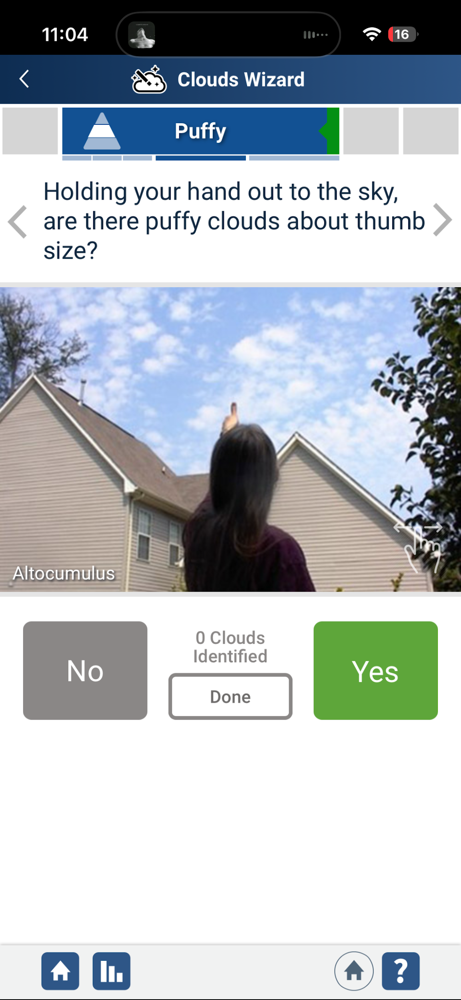 11:04
16
Clouds Wizard
Puffy
Holding your hand out to the sky,
are there puffy clouds about thumb
size?
Altocumulus
No
0 Clouds
Identified
Done
Yes
?